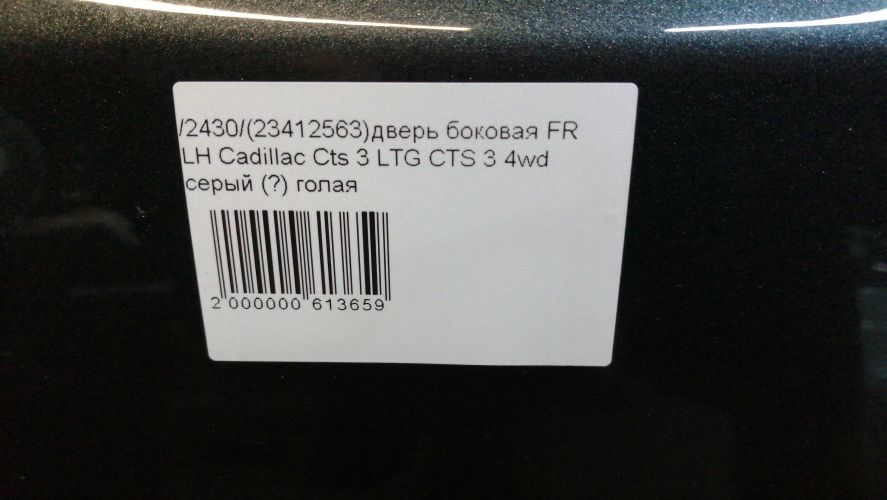 /2430/(23412563)дверь боковая FR
LH Cadillac Cts 3 LTG CTS 3 4wd
серый (?) голая
2 000000 613659